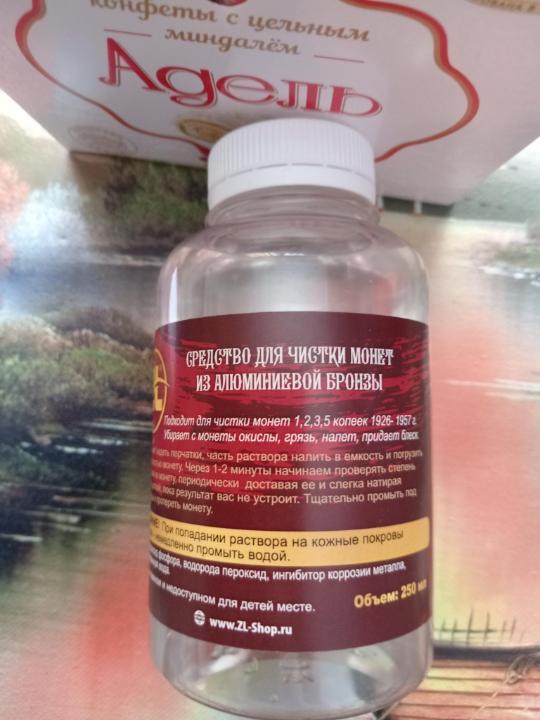 конфеты с цельным
миндалём
Адель
СРЕДСТВО ДЛЯ ЧИСТКИ МОНЕТ
ИЗ АЛЮМИНИЕВОЙ БРОНЗЫ
Подходит для чистки монет 1,2,3,5 копеек 1926- 1957 г.
Убирает с монеты окислы, грязь, налет, придает блеск.
перчатки, часть раствора налить в емкость и погрузить
монету. Через 1-2 минуты начинаем проверять степень
монету, периодически доставая ее и слегка натирая
пока результат вас не устроит. Тщательно промыть под
монету.
При попадании раствора на кожные покровы
промыть водой.
фосфора, водорода пероксид, ингибитор коррозии металла,
вода.
и недоступном для детей месте.
Объем: 250 мл
www.ZL-Shop.ru